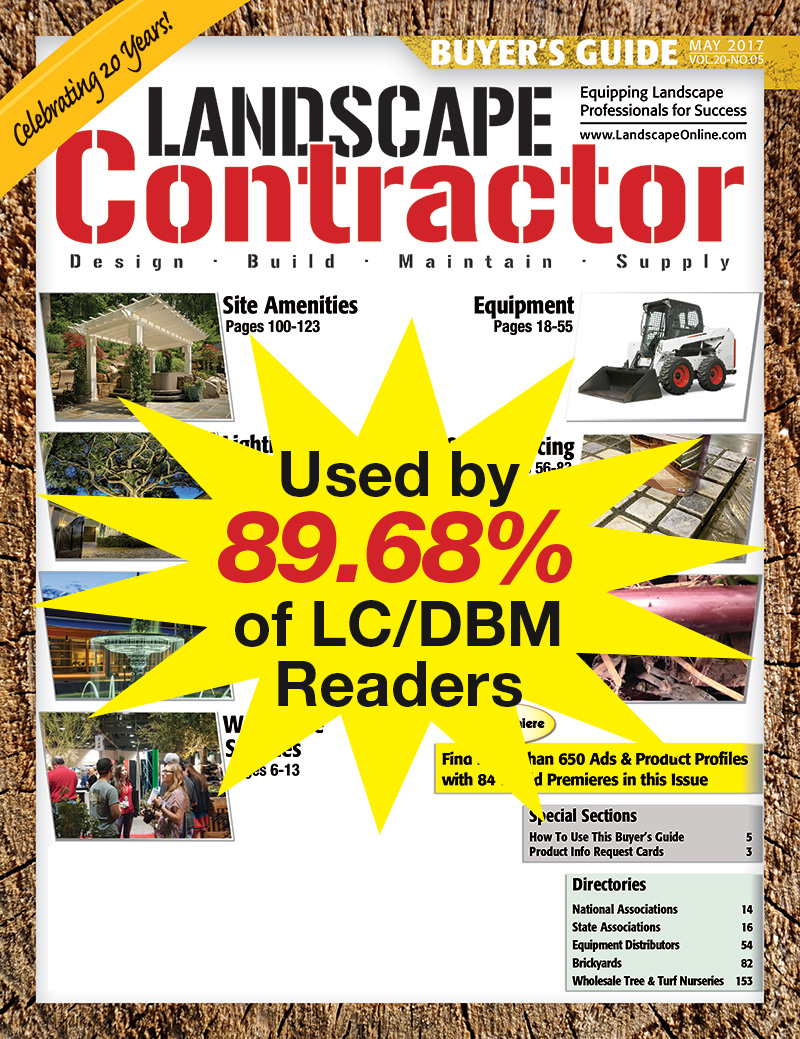 Celebrating 20 Years!
BUYER'S GUIDE
MAY 2017
VOL.20-NO.05
LANDSCAPE
Contractor
Equipping Landscape
Professionals for Success
www.LandscapeOnline.com
Design · Build · Maintain · Supply
Site Amenities
Pages 100-123
Equipment
Pages 18-55
56-82
Used by
89.68%
of LC/DBM
Readers
6-13
Find than 650 Ads & Product Profiles
with 84 Premieres in this Issue
Special Sections
How To Use This Buyer's Guide 5
Product Info Request Cards 3
Directories
National Associations 14
State Associations 16
Equipment Distributors 54
Brickyards 82
Wholesale Tree & Turf Nurseries 153